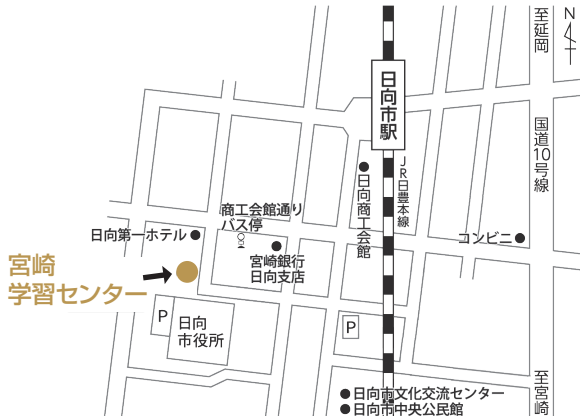 至延岡
N
日向市駅
国道10号線
JR日豊本線
日向商工会館
商工会館通り
バス停
日向第一ホテル
コンビニ
宮崎銀行
日向支店
宮崎
学習センター
P
日向
市役所
P
至宮崎
日向市文化交流センター
日向市中央公民館